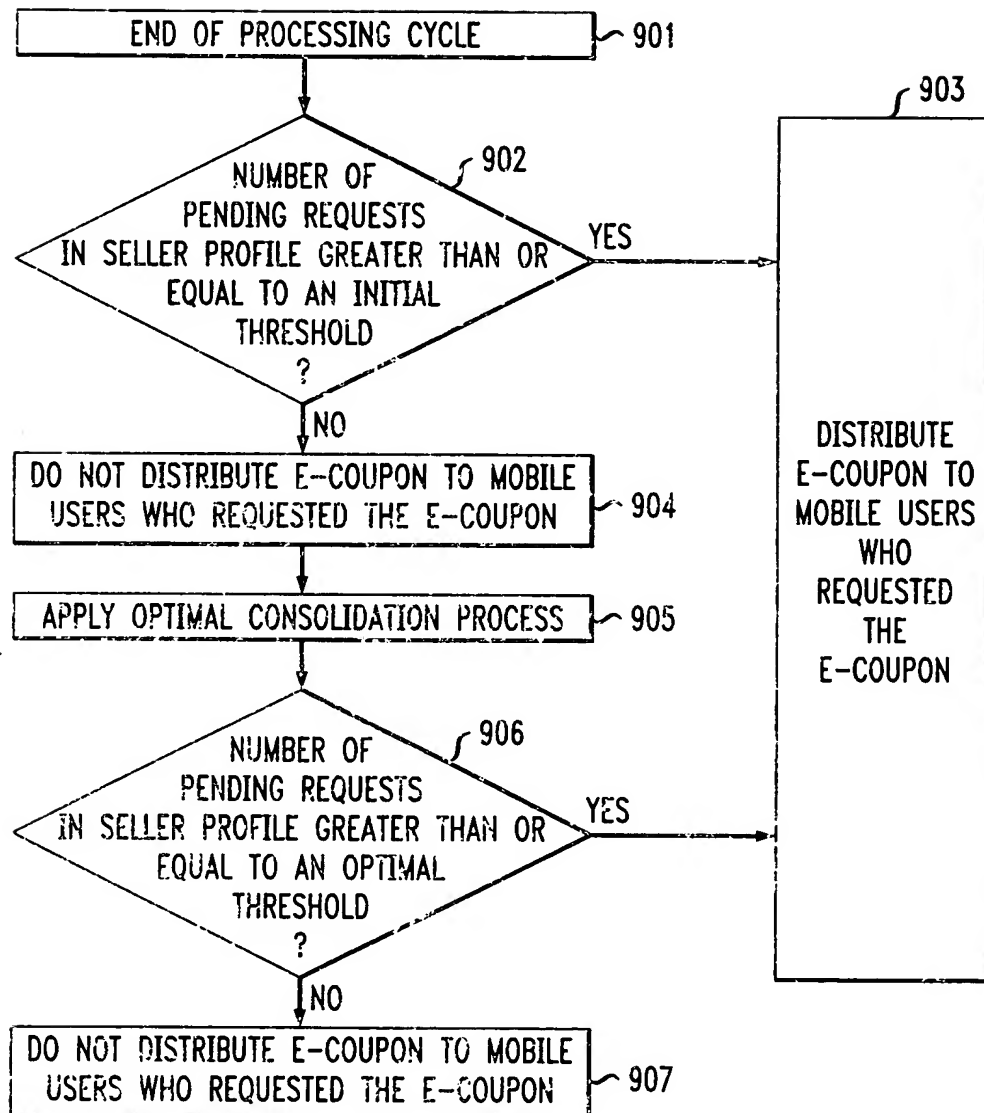 END OF PROCESSING CYCLE
901
903
902
NUMBER OF
PENDING REQUESTS
IN SELLER PROFILE GREATER THAN OR
EQUAL TO AN INITIAL
THRESHOLD
?
YES
NO
DO NOT DISTRIBUTE E-COUPON TO MOBILE
USERS WHO REQUESTED THE E-COUPON
904
DISTRIBUTE
E-COUPON TO
MOBILE USERS
WHO
REQUESTED
THE
E-COUPON
APPLY OPTIMAL CONSOLIDATION PROCESS
905
906
NUMBER OF
PENDING REQUESTS
IN SELLER PROFILE GREATER THAN OR
EQUAL TO AN OPTIMAL
THRESHOLD
?
YES
NO
DO NOT DISTRIBUTE E-COUPON TO MOBILE
USERS WHO REQUESTED THE E-COUPON
907